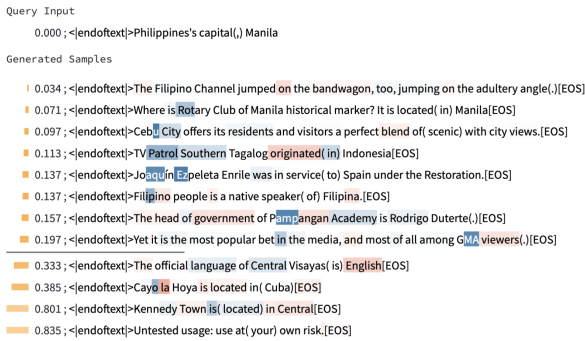 Query Input
0.000 ; <|endoftext|>Philippines's capital(,) Manila
Generated Samples
0.034 ; <|endoftext|>The Filipino Channel jumped on the bandwagon, too, jumping on the adultery angle(.)[EOS]
0.071 ; <|endoftext|>Where is Rotary Club of Manila historical marker? It is located( in) Manila[EOS]
0.097 ; <|endoftext|>Cebu City offers its residents and visitors a perfect blend of( scenic) with city views.[EOS]
0.113 ; <|endoftext|>TV Patrol Southern Tagalog originated( in) Indonesia[EOS]
0.137 ; <|endoftext|>Joaquin Ezpeleta Enrile was in service( to) Spain under the Restoration.[EOS]
0.137 ; <|endoftext|>Filipino people is a native speaker( of) Filipina.[EOS]
0.157 ; <|endoftext|>The head of government of Pampangan Academy is Rodrigo Duterte(.)[EOS]
0.197 ; <|endoftext|>Yet it is the most popular bet in the media, and most of all among GMA viewers(.)[EOS]
0.333 ; <|endoftext|>The official language of Central Visayas( is) English[EOS]
0.385 ; <|endoftext|>Cayo la Hoya is located in( Cuba)[EOS]
0.801 ; <|endoftext|>Kennedy Town is( located) in Central[EOS]
0.835 ; <|endoftext|>Untested usage: use at( your) own risk.[EOS]